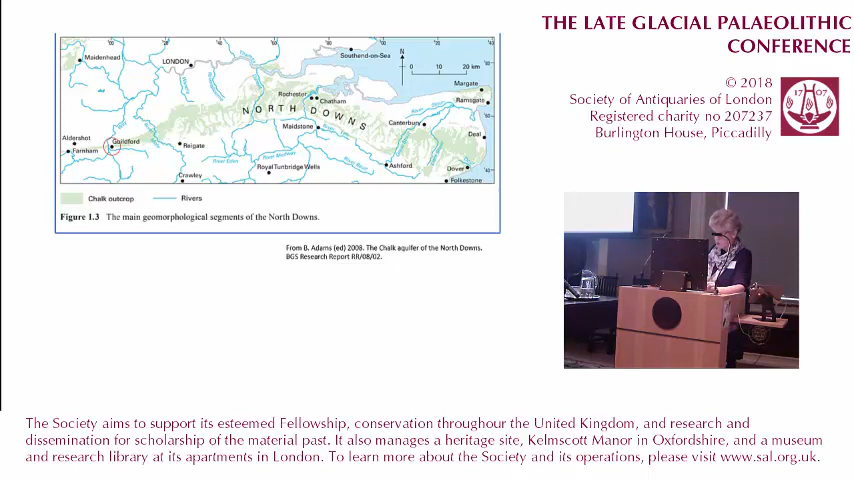 THE LATE GLACIAL PALAEOLITHIC
CONFERENCE
© 2018
Society of Antiquaries of London
Registered charity no 207237
Burlington House, Piccadilly
17 07
Maidenhead
LONDON
Southend-on-Sea
N
0 10 20 km
Margate
Rochester
Chatham
Ramsgate
NORTH DOWNS
Canterbury
Maidstone
Deal
Aldershot
Guildford
Farnham
Reigate
River Eden
River Medway
Ashford
Royal Tunbridge Wells
Dover
Crawley
Folkestone
Chalk outcrop
Rivers
Figure 1.3 The main geomorphological segments of the North Downs.
From B. Adams (ed) 2008. The Chalk aquifer of the North Downs.
BGS Research Report RR/08/02.
The Society aims to support its esteemed Fellowship, conservation throughour the United Kingdom, and research and
dissemination for scholarship of the material past. It also manages a heritage site, Kelmscott Manor in Oxfordshire, and a museum
and research library at its apartments in London. To learn more about the Society and its operations, please visit www.sal.org.uk.